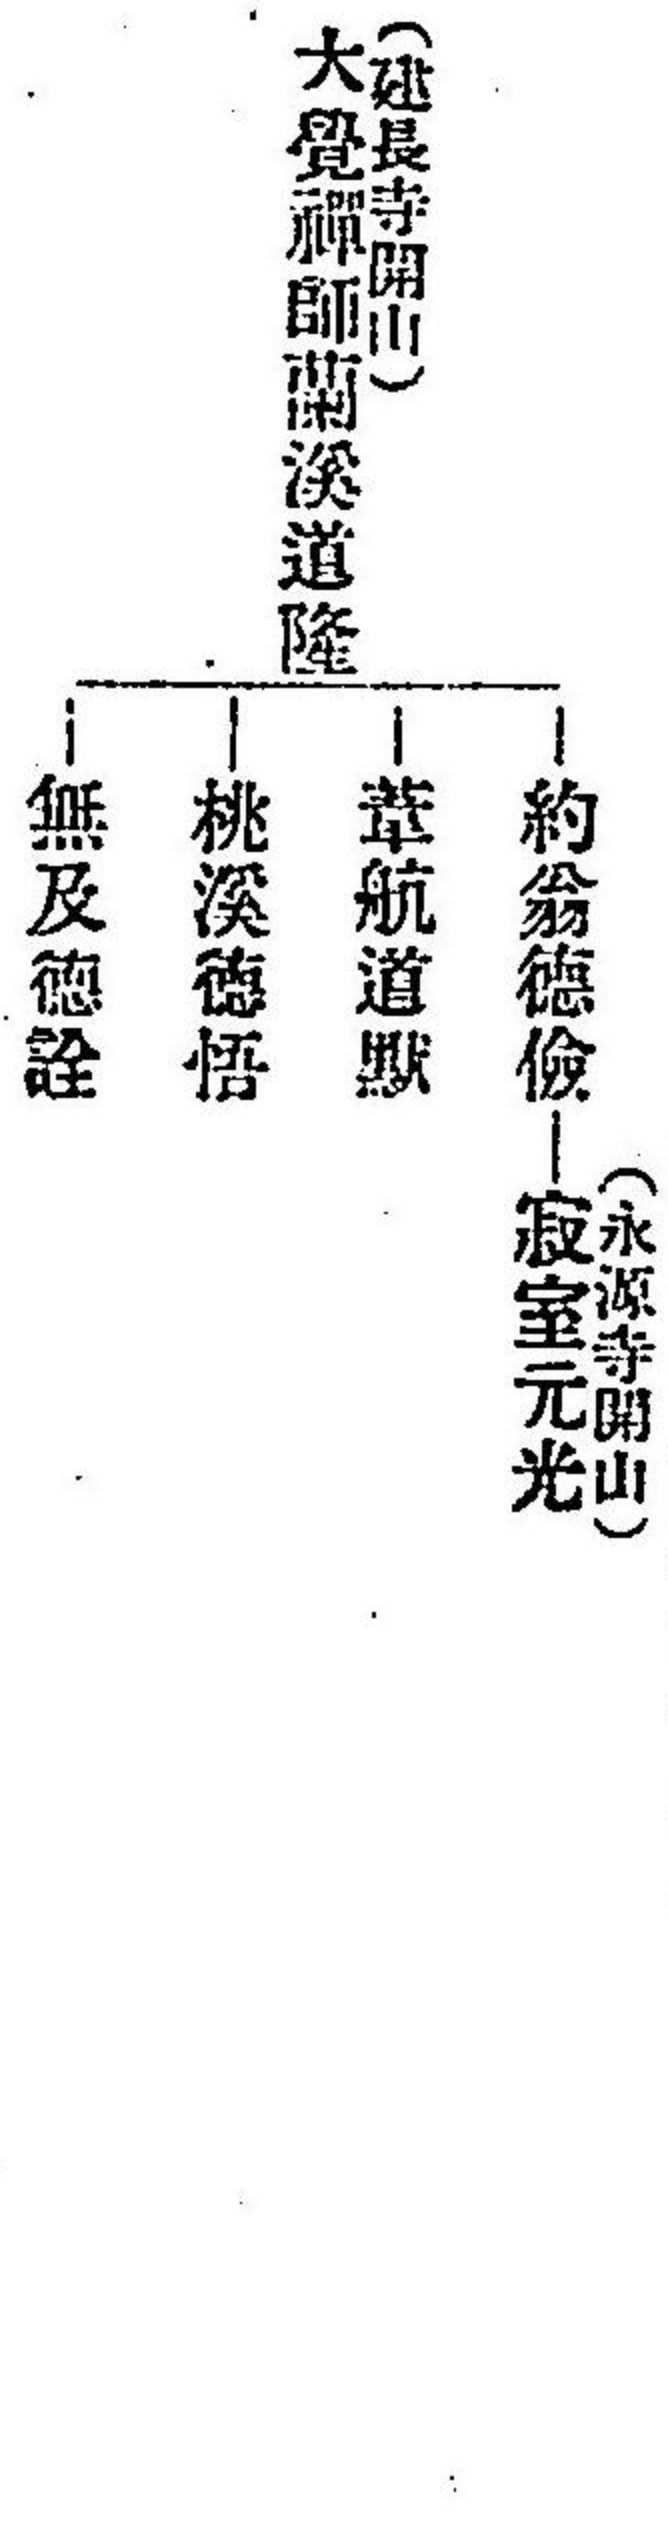 (建長寺開山)
大覺禪師蘭溪道隆
約翁德儉
(永源寺開山)
寂室元光
葦航道默
桃溪德悟
無及德詮